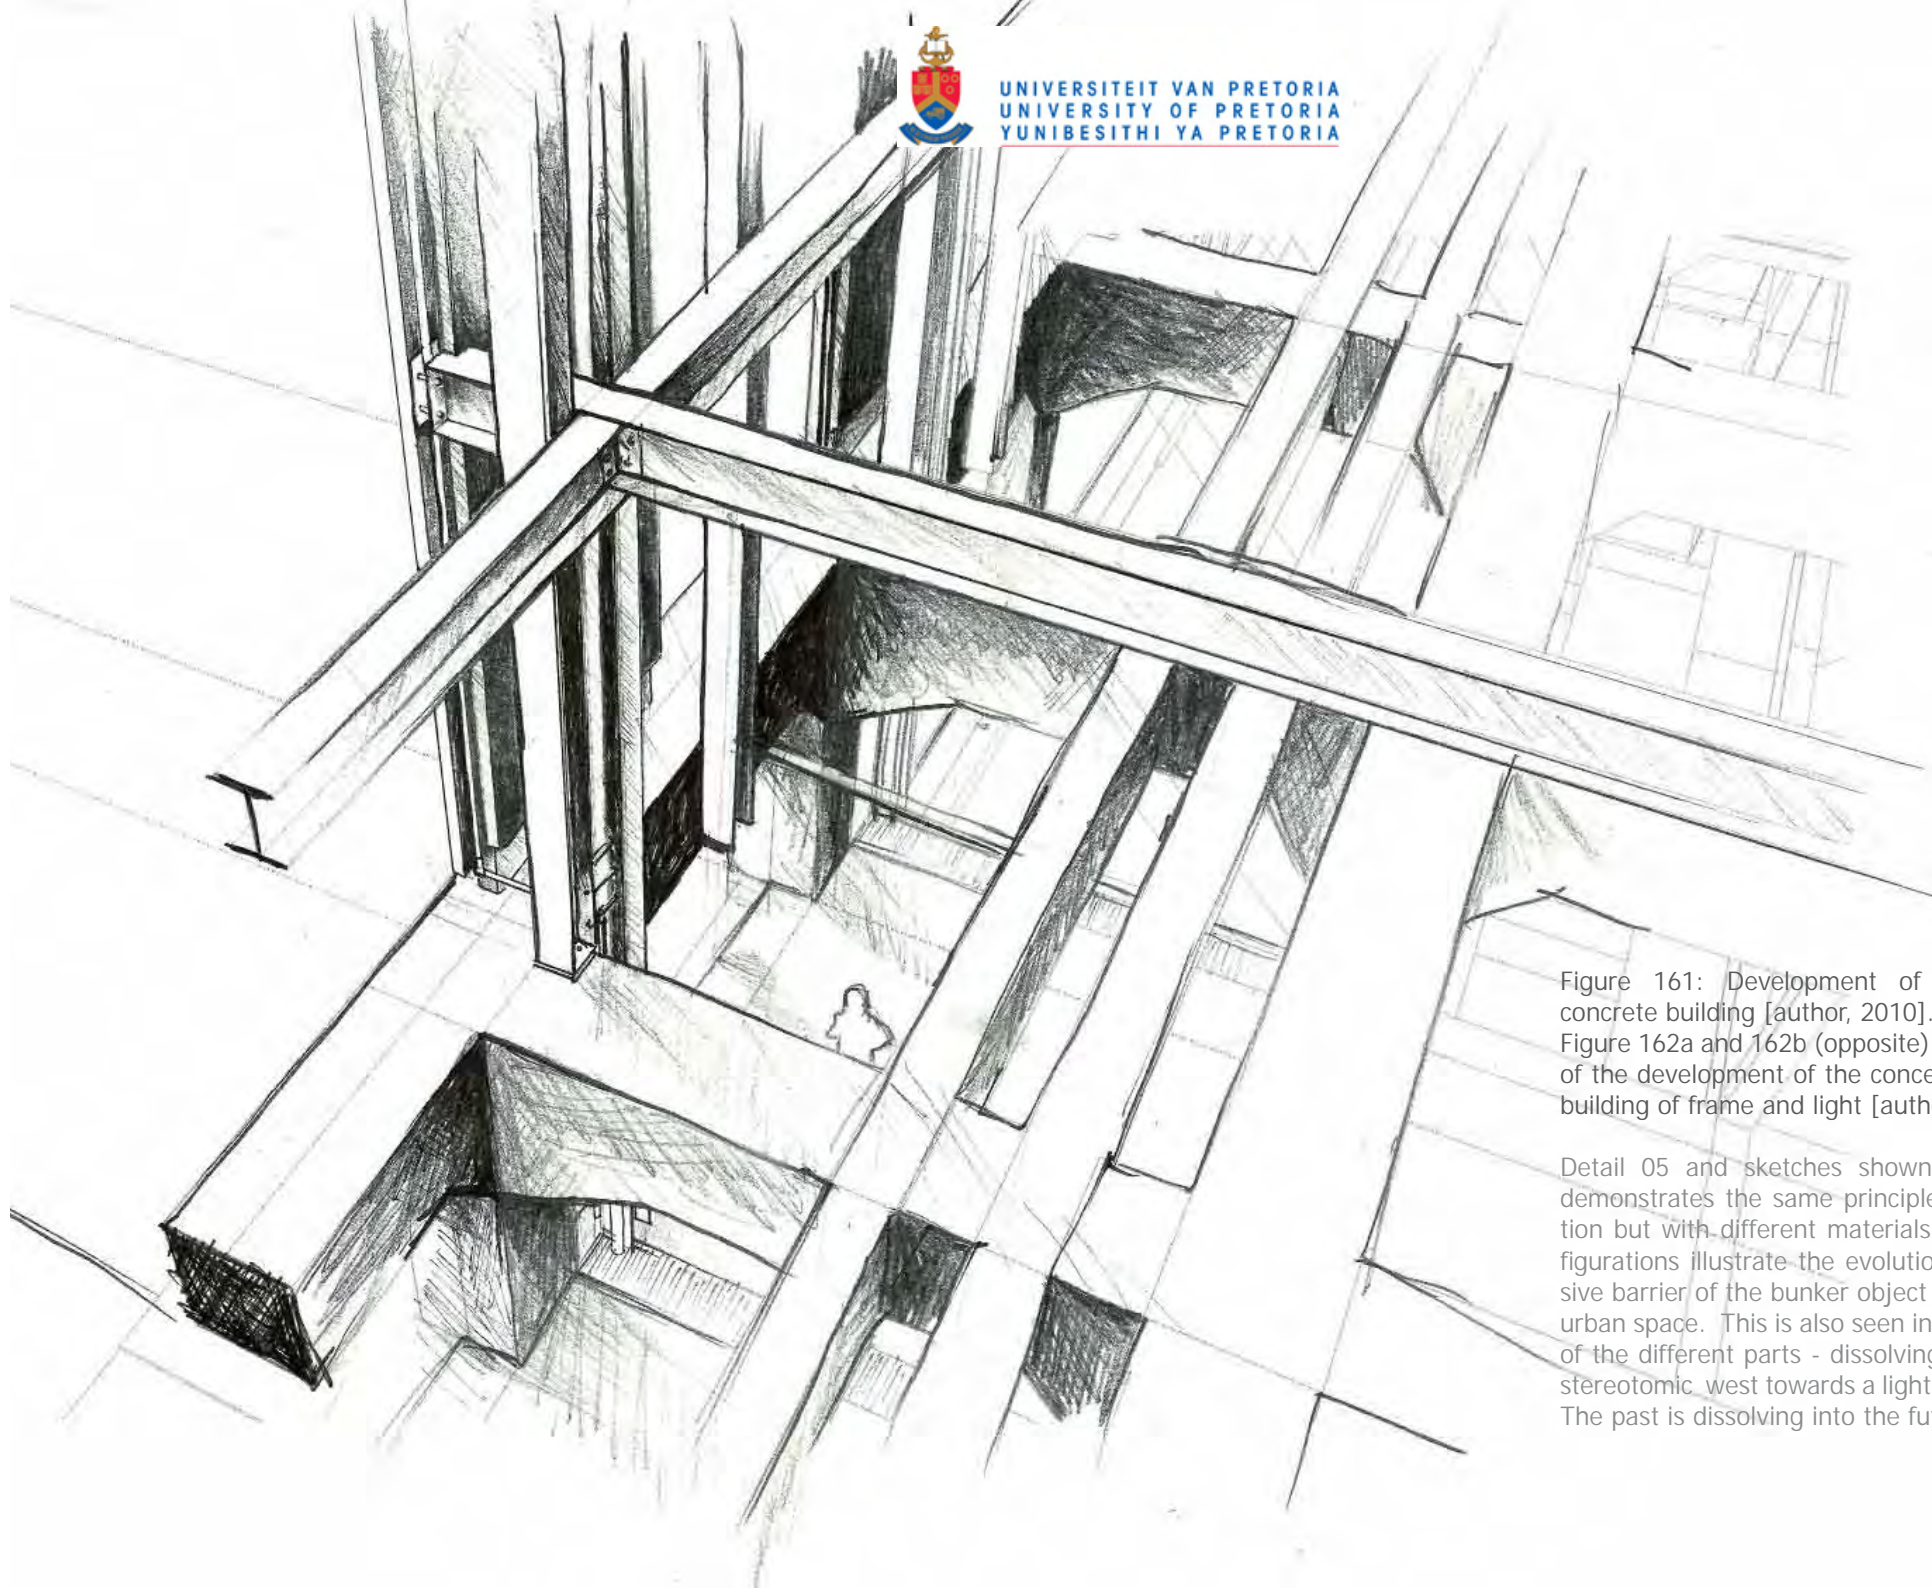 UNIVERSITEIT VAN PRETORIA
UNIVERSITY OF PRETORIA
YUNIBESITHI YA PRETORIA
Figure 161: Development of
concrete building [author, 2010].
Figure 162a and 162b (opposite)
of the development of the conce
building of frame and light [auth
Detail 05 and sketches shown
demonstrates the same principle
tion but with different materials
figurations illustrate the evolutio
sive barrier of the bunker object
urban space. This is also seen in
of the different parts - dissolving
stereotomic west towards a light
The past is dissolving into the fu